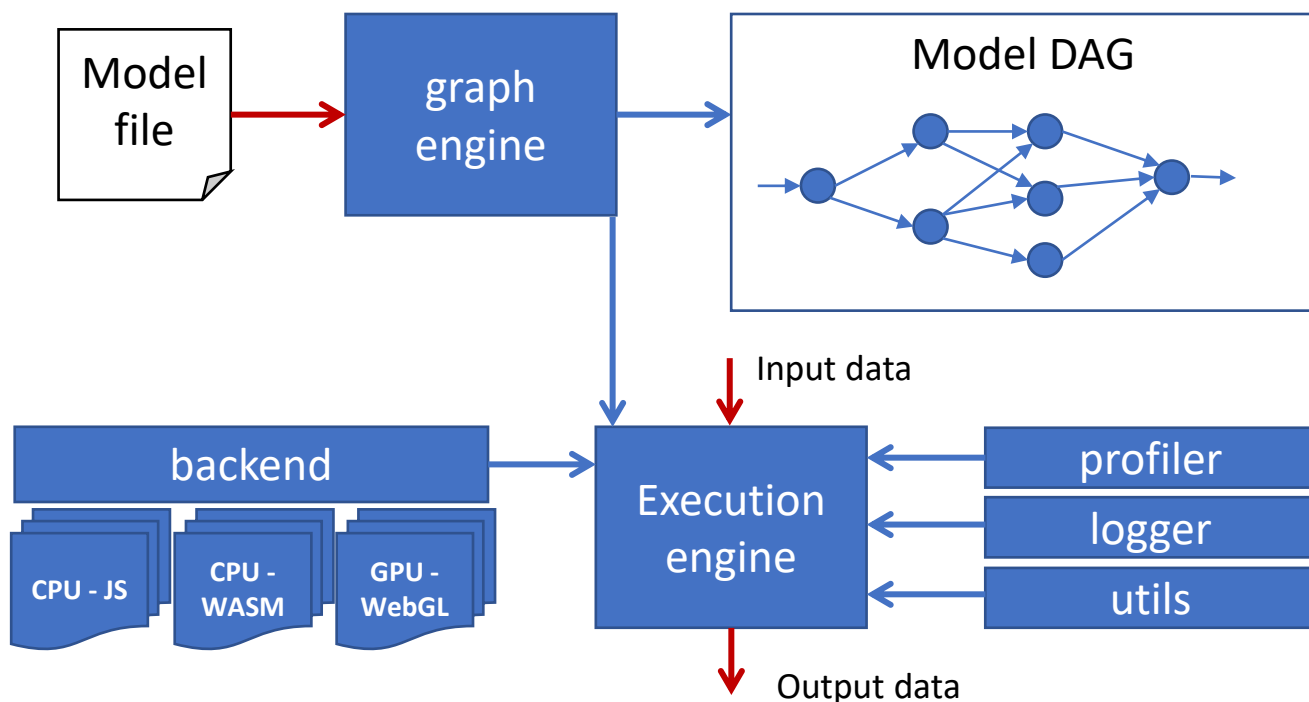 Model
file
graph
engine
Model DAG
Input data
backend
CPU - JS
CPU -
WASM
GPU -
WebGL
Execution
engine
profiler
logger
utils
Output data